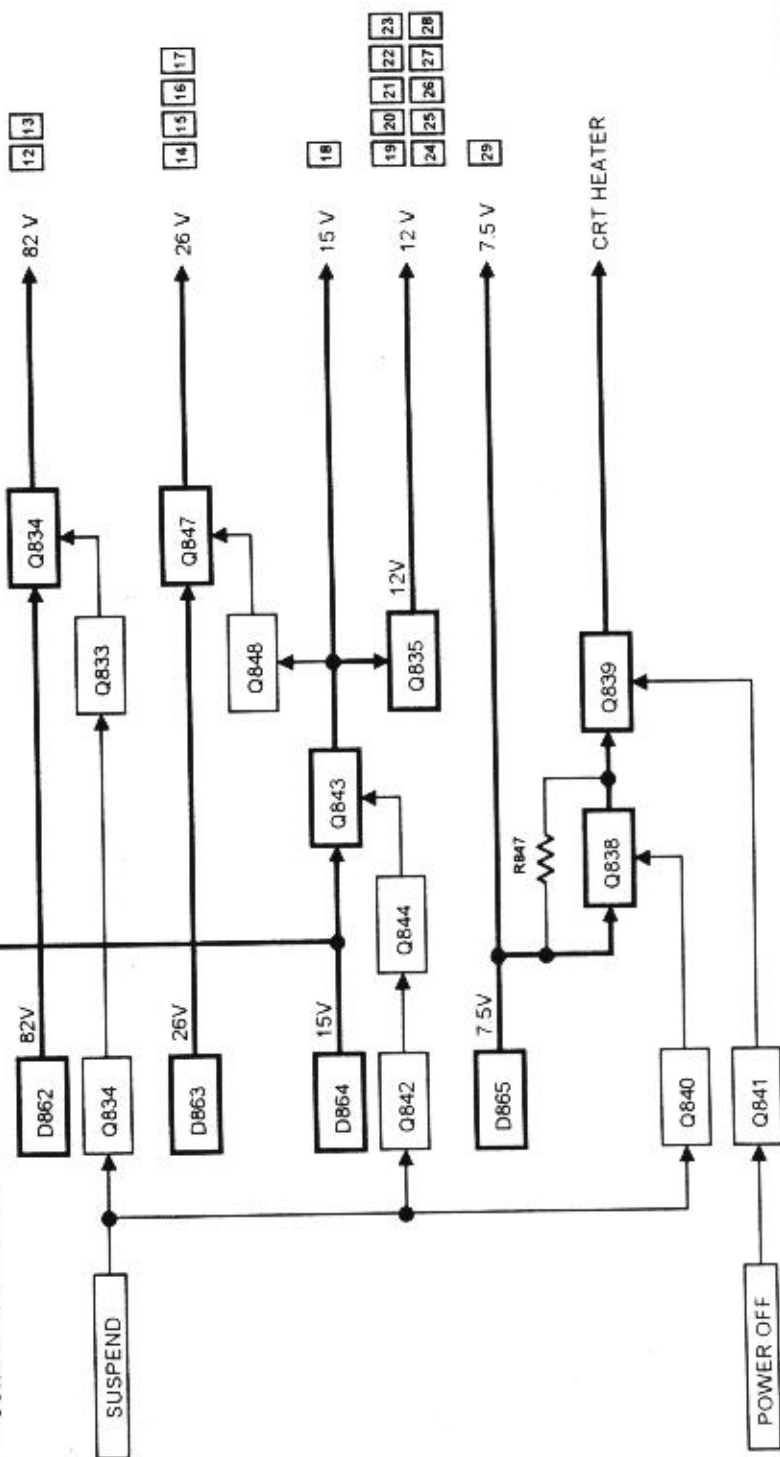 82V
D862
Q834
82 V
12 13
Q834
Q833
SUSPEND
26V
D863
Q847
26 V
14 15 16 17
Q848
15V
D864
Q843
15 V
18
Q842
Q844
12V
Q835
12 V
19 20 21 22 23
24 25 26 27 28
7.5V
D865
7.5 V
29
R847
Q838
Q839
CRT HEATER
Q840
Q841
POWER OFF